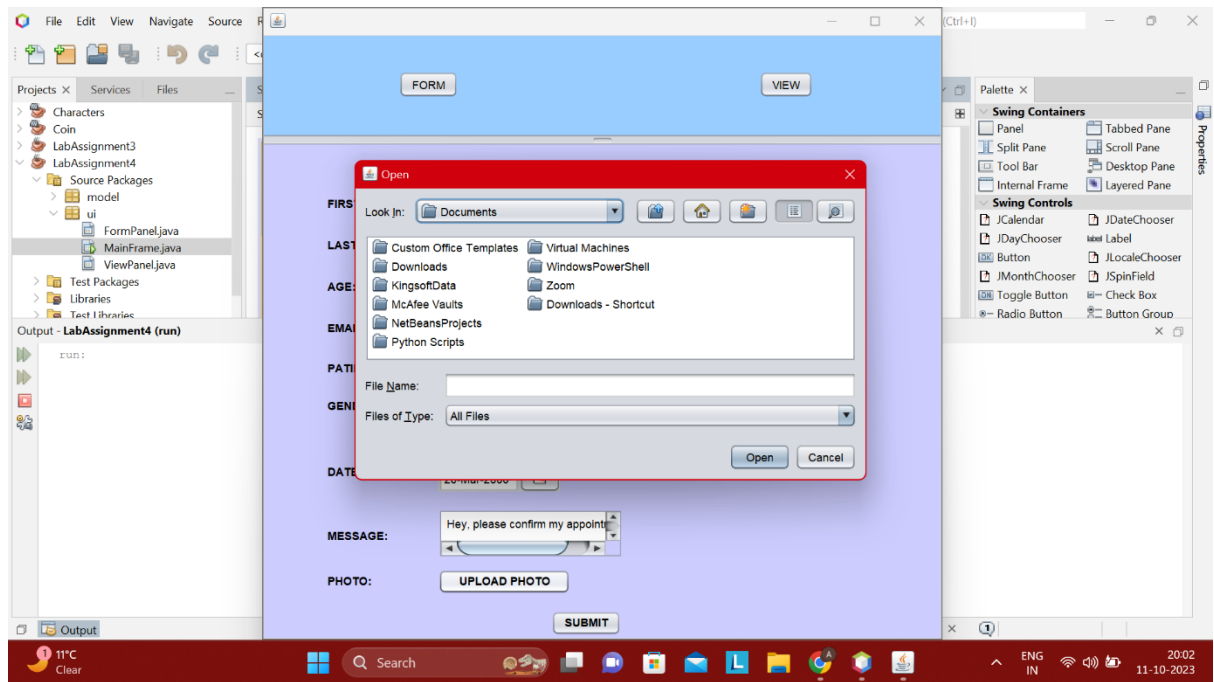 File Edit View Navigate Source
(Ctrl+I)
Projects Services Files
Characters
Coin
LabAssignment3
LabAssignment4
Source Packages
model
ui
FormPanel.java
MainFrame.java
ViewPanel.java
Test Packages
Libraries
Test Libraries
Output - LabAssignment4 (run)
run:
Output
FORM VIEW
FIRS
LAST
AGE:
EMAI
PATI
GEND
DATE
Open
Look In: Documents
Custom Office Templates Virtual Machines
Downloads WindowsPowerShell
KingsoftData Zoom
McAfee Vaults Downloads - Shortcut
NetBeansProjects
Python Scripts
File Name:
Files of Type: All Files
Open Cancel
MESSAGE: Hey, please confirm my appoint
PHOTO: UPLOAD PHOTO
SUBMIT
Palette
Swing Containers
Panel Tabbed Pane
Split Pane Scroll Pane
Tool Bar Desktop Pane
Internal Frame Layered Pane
Swing Controls
JCalendar JDateChooser
JDayChooser label Label
OK Button JLocaleChooser
JMonthChooser JSpinField
ON Toggle Button Check Box
Radio Button Button Group
Properties
1
1 11°C
Clear
Search
L
A
ENG
IN
20:02
11-10-2023